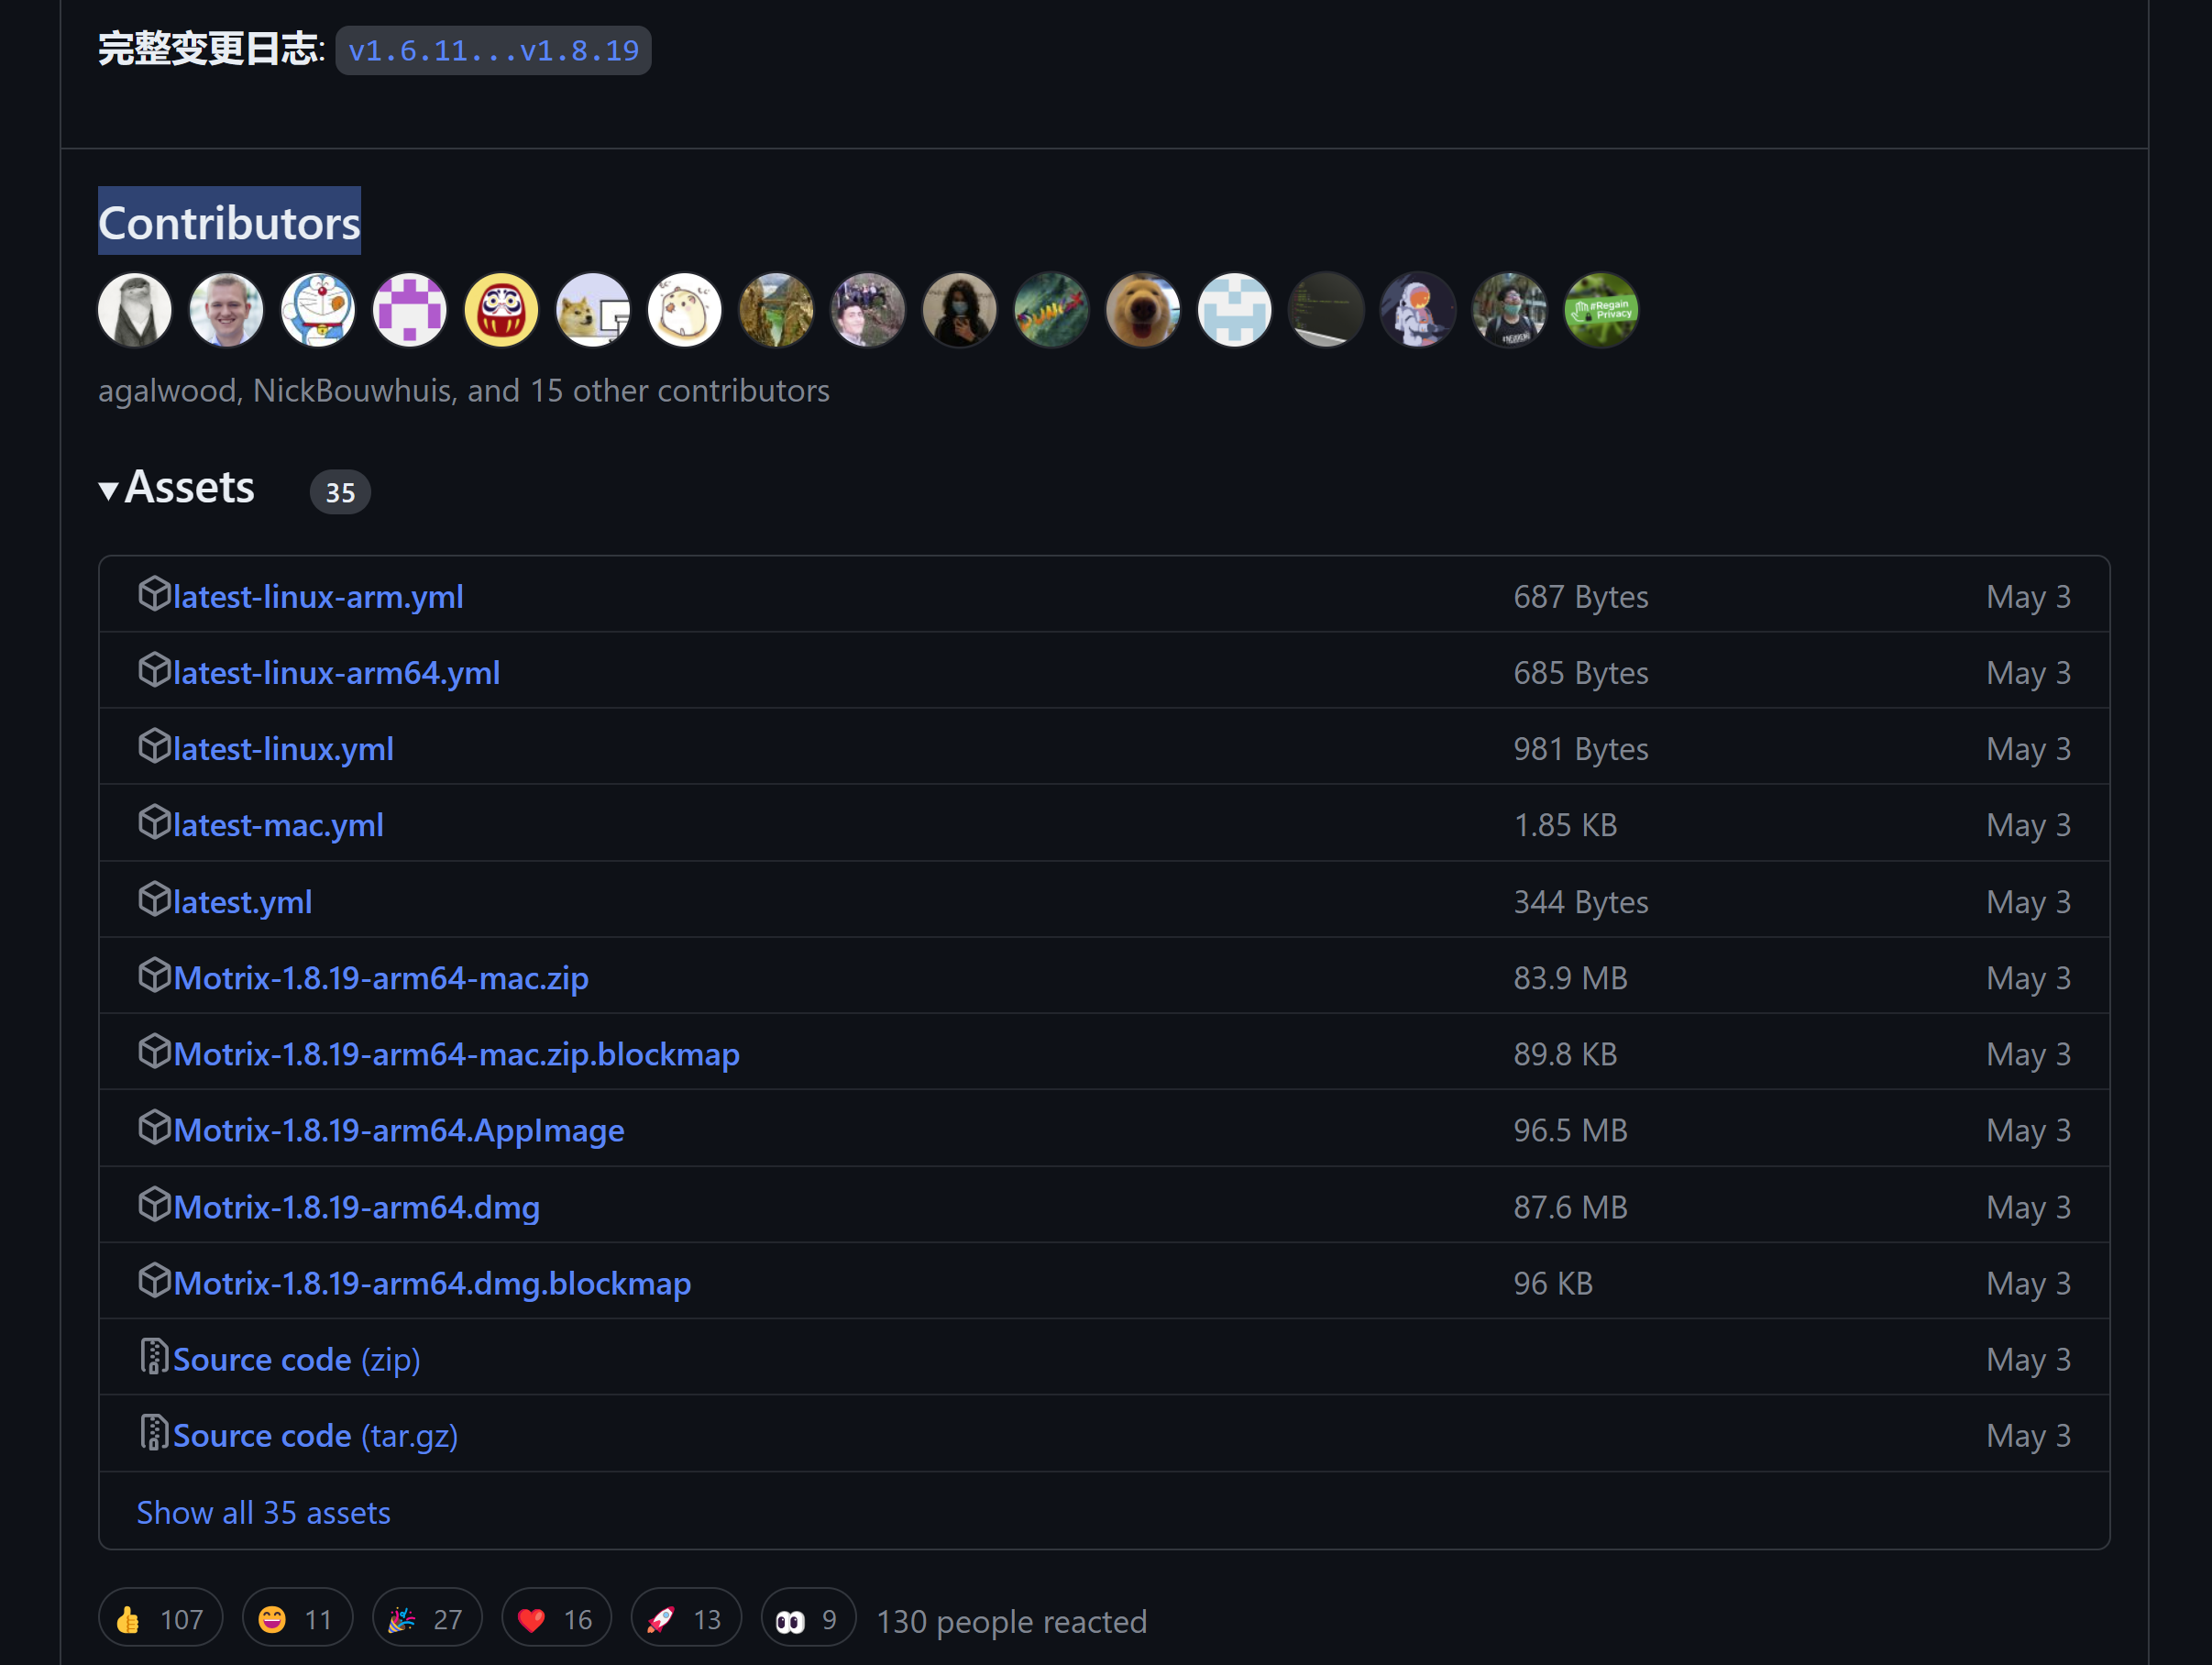 完整变更日志: v1.6.11...v1.8.19
Contributors
#Regain
Privacy
agalwood, NickBouwhuis, and 15 other contributors
Assets 35
latest-linux-arm.yml 687 Bytes May 3
latest-linux-arm64.yml 685 Bytes May 3
latest-linux.yml 981 Bytes May 3
latest-mac.yml 1.85 KB May 3
latest.yml 344 Bytes May 3
Motrix-1.8.19-arm64-mac.zip 83.9 MB May 3
Motrix-1.8.19-arm64-mac.zip.blockmap 89.8 KB May 3
Motrix-1.8.19-arm64.AppImage 96.5 MB May 3
Motrix-1.8.19-arm64.dmg 87.6 MB May 3
Motrix-1.8.19-arm64.dmg.blockmap 96 KB May 3
Source code (zip) May 3
Source code (tar.gz) May 3
Show all 35 assets
👍 107 😄 11 🎉 27 ❤️ 16 🚀 13 👀 9 130 people reacted